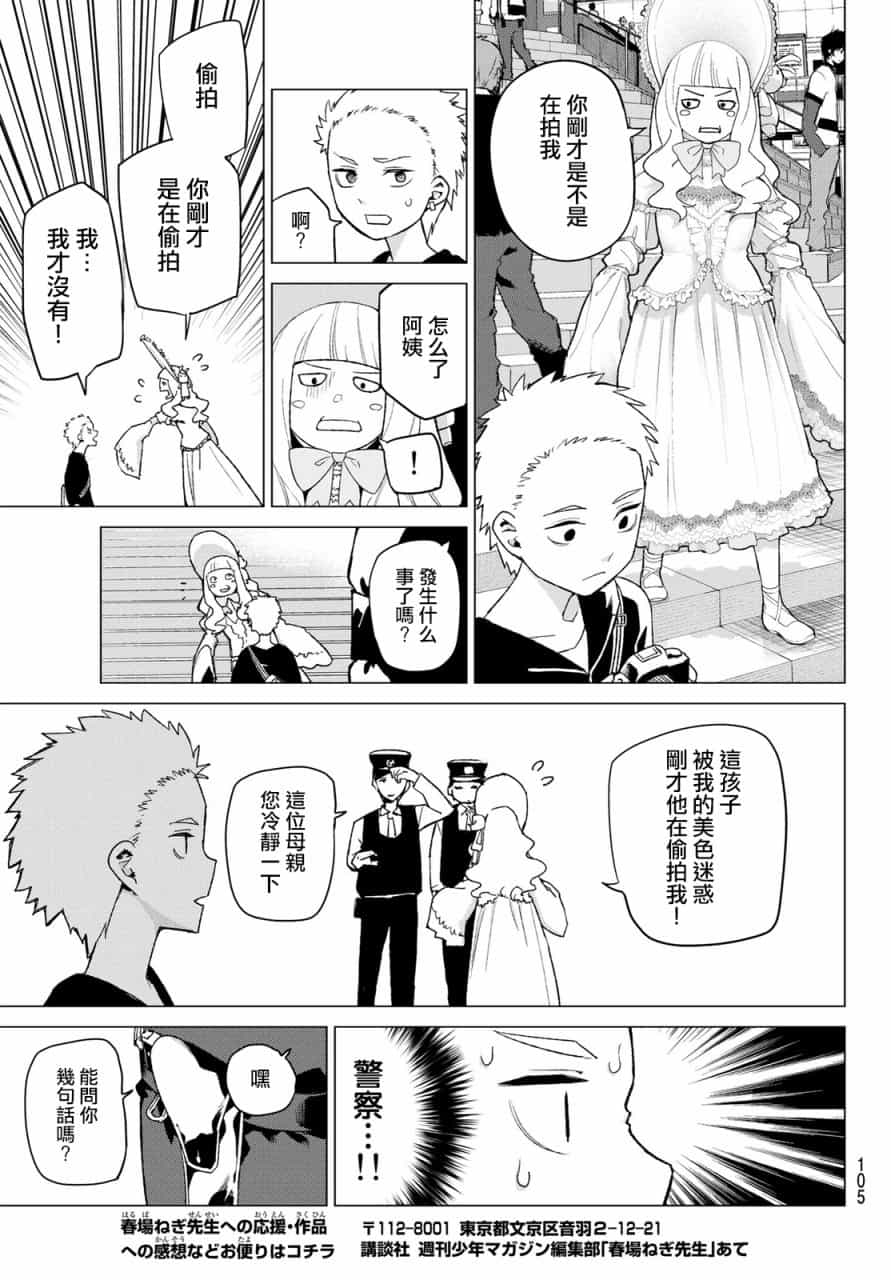 你剛才是不是
在拍我
啊?
怎么了
阿姨
!
偷拍
你剛才
是在偷拍
我…
我才沒有!
發生什么
事了嗎?
這孩子
被我的美色迷惑
剛才他在偷拍我!
這位母親
您冷靜一下
警察…!!
嘿
能問你
幾句話嗎?
105
春場ねぎ先生への応援・作品
への感想などお便りはコチラ
〒112-8001 東京都文京区音羽2-12-21
講談社 週刊少年マガジン編集部「春場ねぎ先生」あて